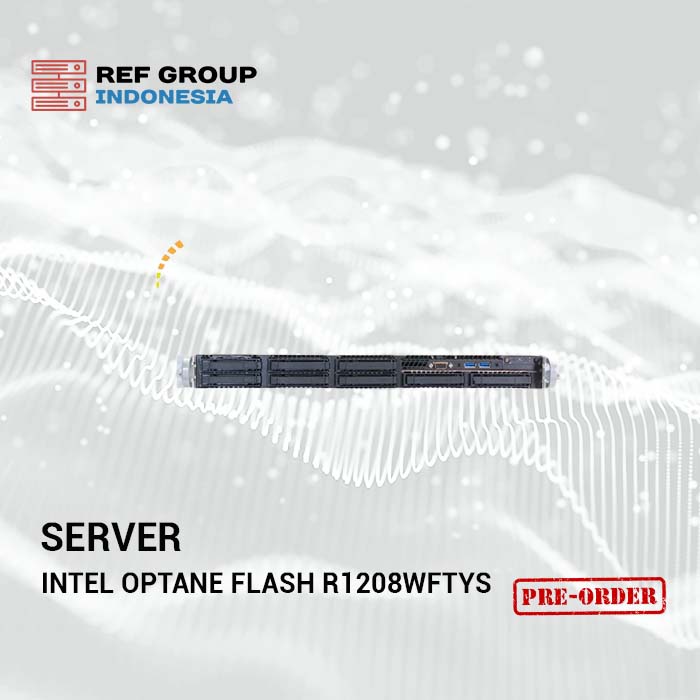 REF GROUP
INDONESIA
SERVER
INTEL OPTANE FLASH R1208WFTYS
PRE-ORDER